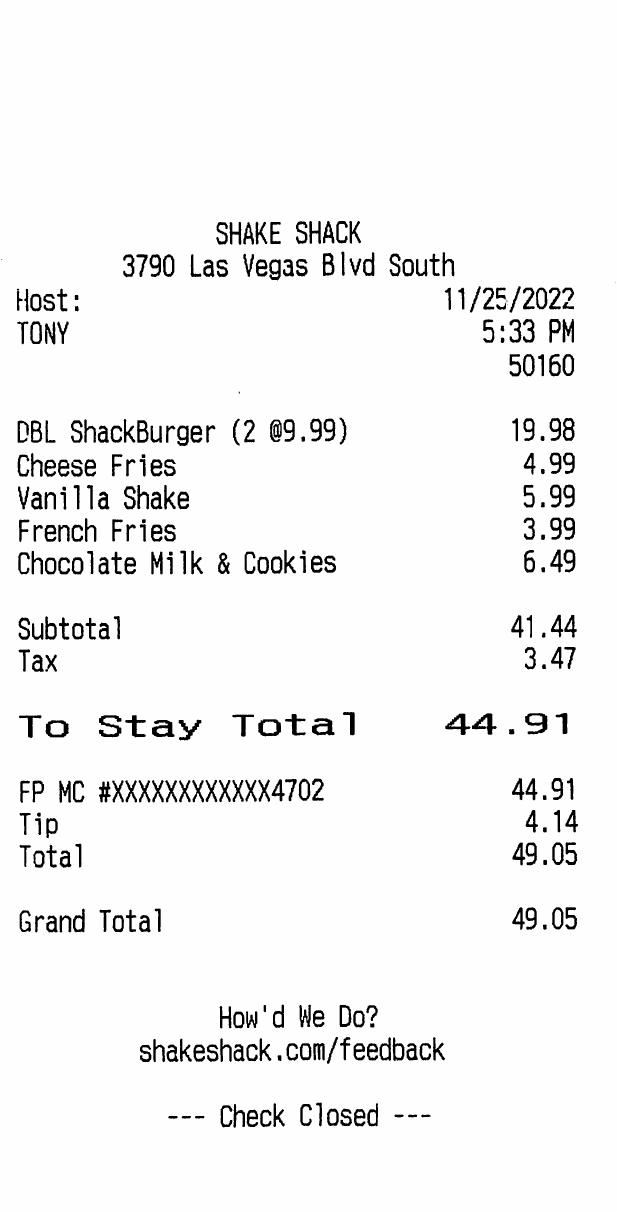 SHAKE SHACK
3790 Las Vegas Blvd South
Host: 11/25/2022
TONY 5:33 PM
50160
DBL ShackBurger (2 @9.99) 19.98
Cheese Fries 4.99
Vanilla Shake 5.99
French Fries 3.99
Chocolate Milk & Cookies 6.49
Subtotal 41.44
Tax 3.47
To Stay Total 44.91
FP MC #XXXXXXXXXXXX4702 44.91
Tip 4.14
Total 49.05
Grand Total 49.05
How'd We Do?
shakeshack.com/feedback
--- Check Closed ---